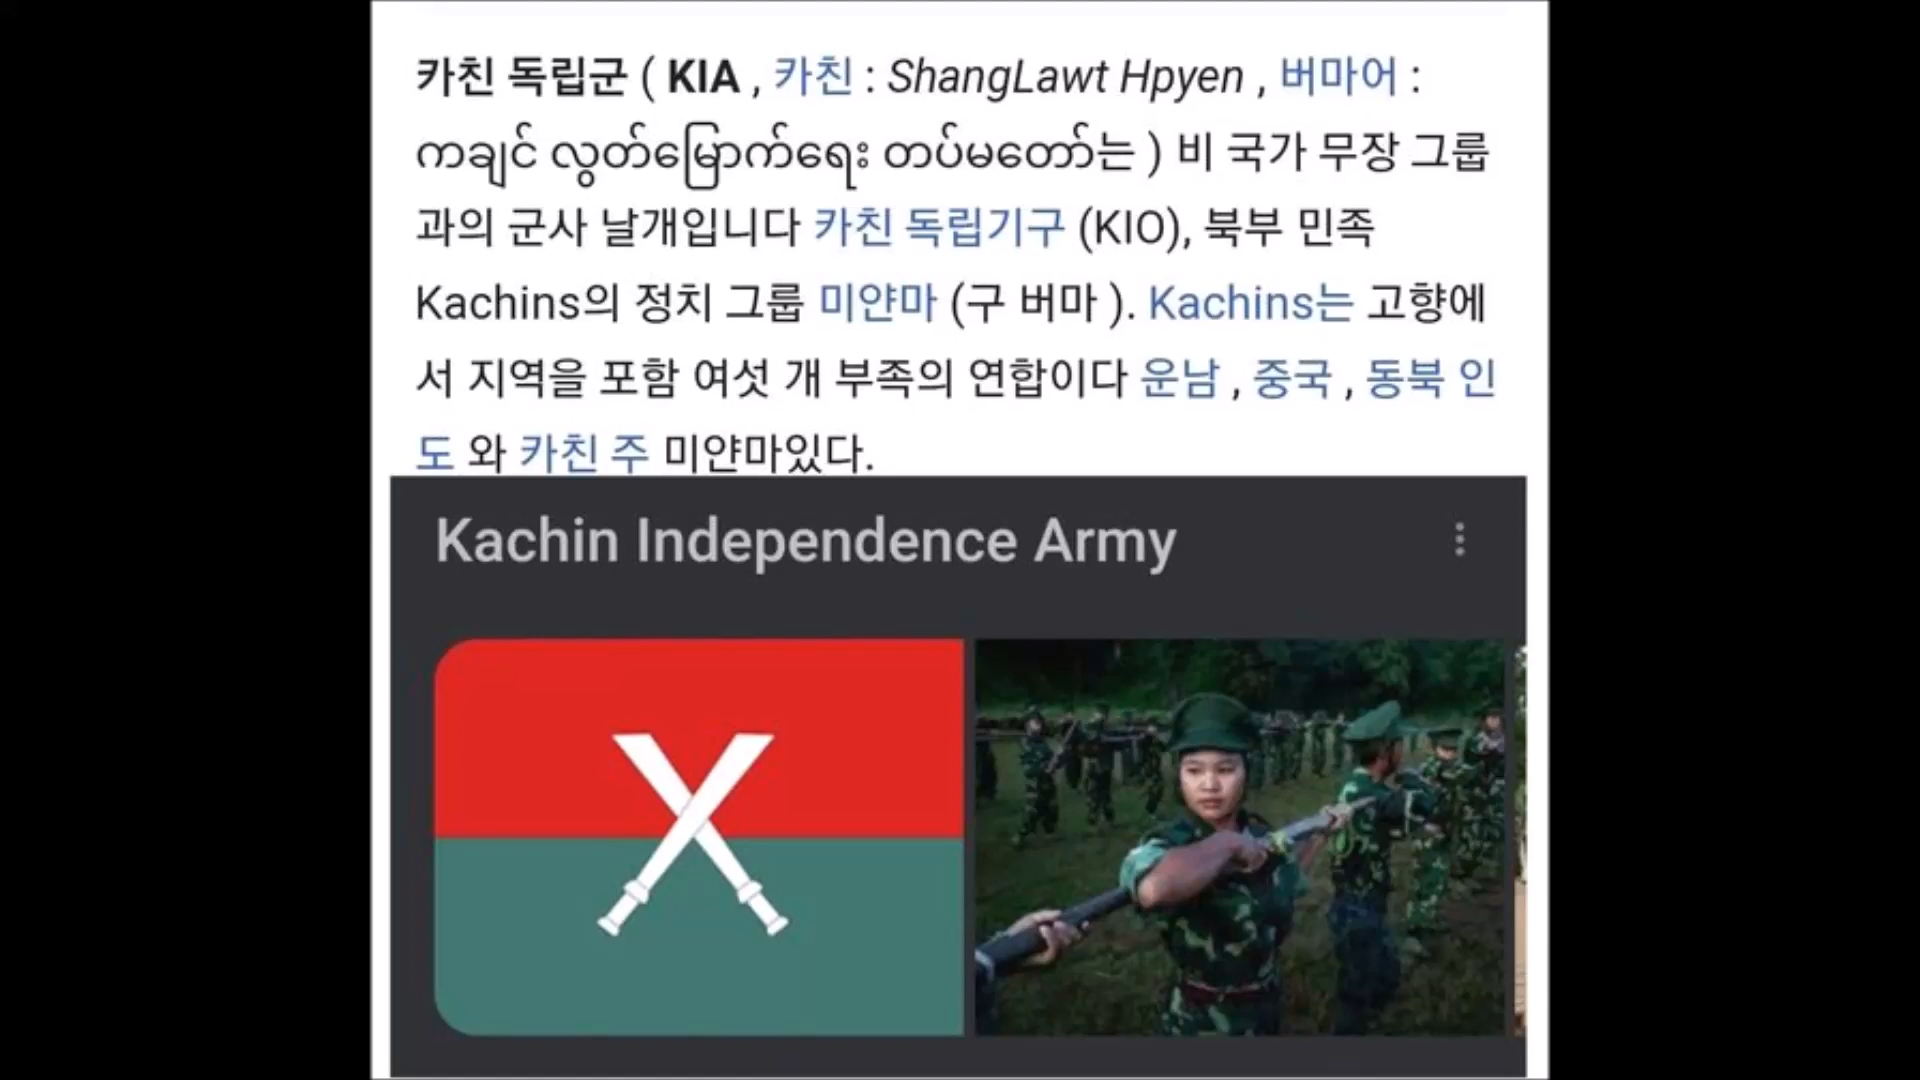 카친 독립군 ( KIA , 카친 : ShangLawt Hpyen , 버마어 :
ကချင် လွတ်မြောက်ရေး တပ်မတော်는 ) 비 국가 무장 그룹
과의 군사 날개입니다 카친 독립기구 (KIO), 북부 민족
Kachins의 정치 그룹 미얀마 (구 버마 ). Kachins는 고향에
서 지역을 포함 여섯 개 부족의 연합이다 운남 , 중국 , 동북 인
도 와 카친 주 미얀마있다.
Kachin Independence Army